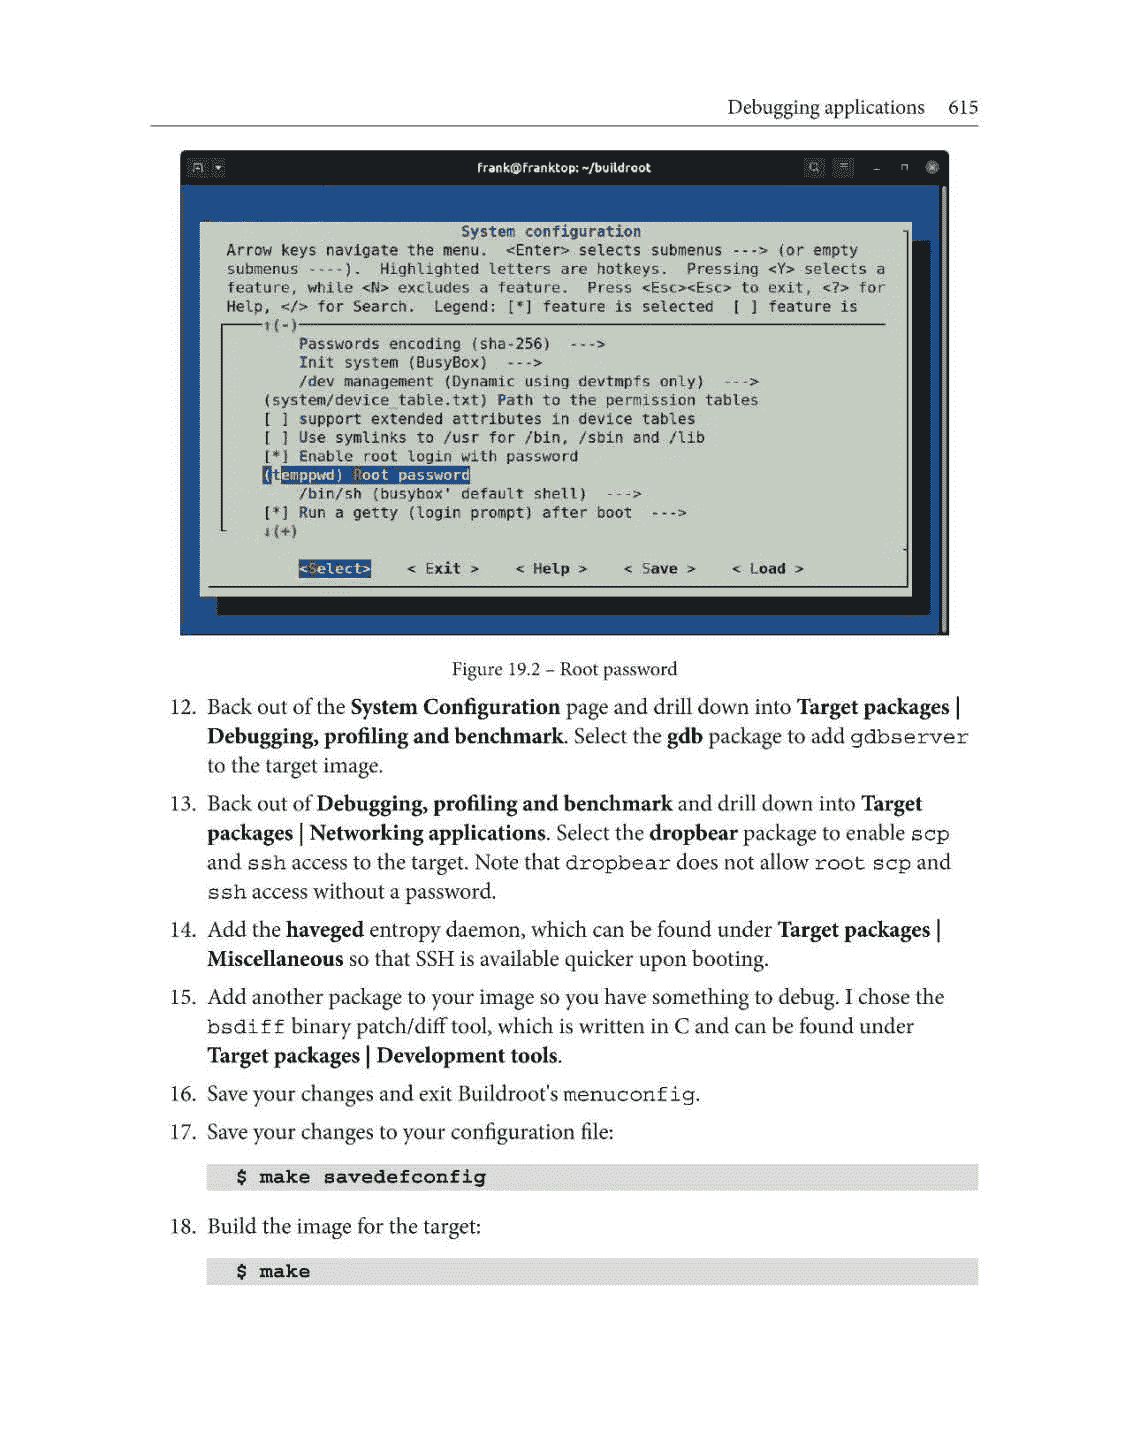 Debugging applications 615
frank@franktop: ~/buildroot
System configuration
Arrow keys navigate the menu. <Enter> selects submenus ---> (or empty
submenus ----). Highlighted letters are hotkeys. Pressing <Y> selects a
feature, while <N> excludes a feature. Press <Esc><Esc> to exit, <?> for
Help, </> for Search. Legend: [*] feature is selected [ ] feature is
↑(-)
Passwords encoding (sha-256) --->
Init system (BusyBox) --->
/dev management (Dynamic using devtmpfs only) --->
(system/device_table.txt) Path to the permission tables
[ ] support extended attributes in device tables
[ ] Use symlinks to /usr for /bin, /sbin and /lib
[*] Enable root login with password
(temppwd) Root password
/bin/sh (busybox' default shell) --->
[*] Run a getty (login prompt) after boot --->
↓(+)
<Select> < Exit > < Help > < Save > < Load >
Figure 19.2 – Root password
12. Back out of the System Configuration page and drill down into Target packages |
Debugging, profiling and benchmark. Select the gdb package to add gdbserver
to the target image.
13. Back out of Debugging, profiling and benchmark and drill down into Target
packages | Networking applications. Select the dropbear package to enable scp
and ssh access to the target. Note that dropbear does not allow root scp and
ssh access without a password.
14. Add the haveged entropy daemon, which can be found under Target packages |
Miscellaneous so that SSH is available quicker upon booting.
15. Add another package to your image so you have something to debug. I chose the
bsdiff binary patch/diff tool, which is written in C and can be found under
Target packages | Development tools.
16. Save your changes and exit Buildroot's menuconfig.
17. Save your changes to your configuration file:
$ make savedefconfig
18. Build the image for the target:
$ make